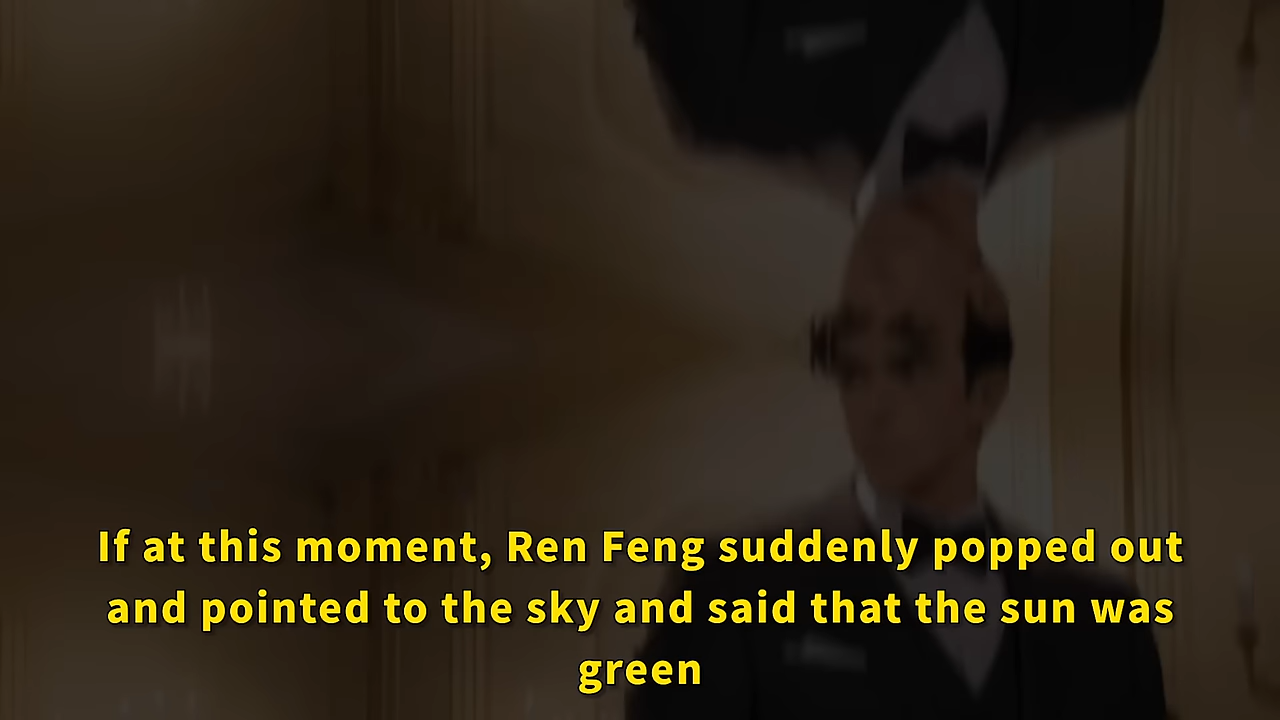 If at this moment, Ren Feng suddenly popped out
and pointed to the sky and said that the sun was
green